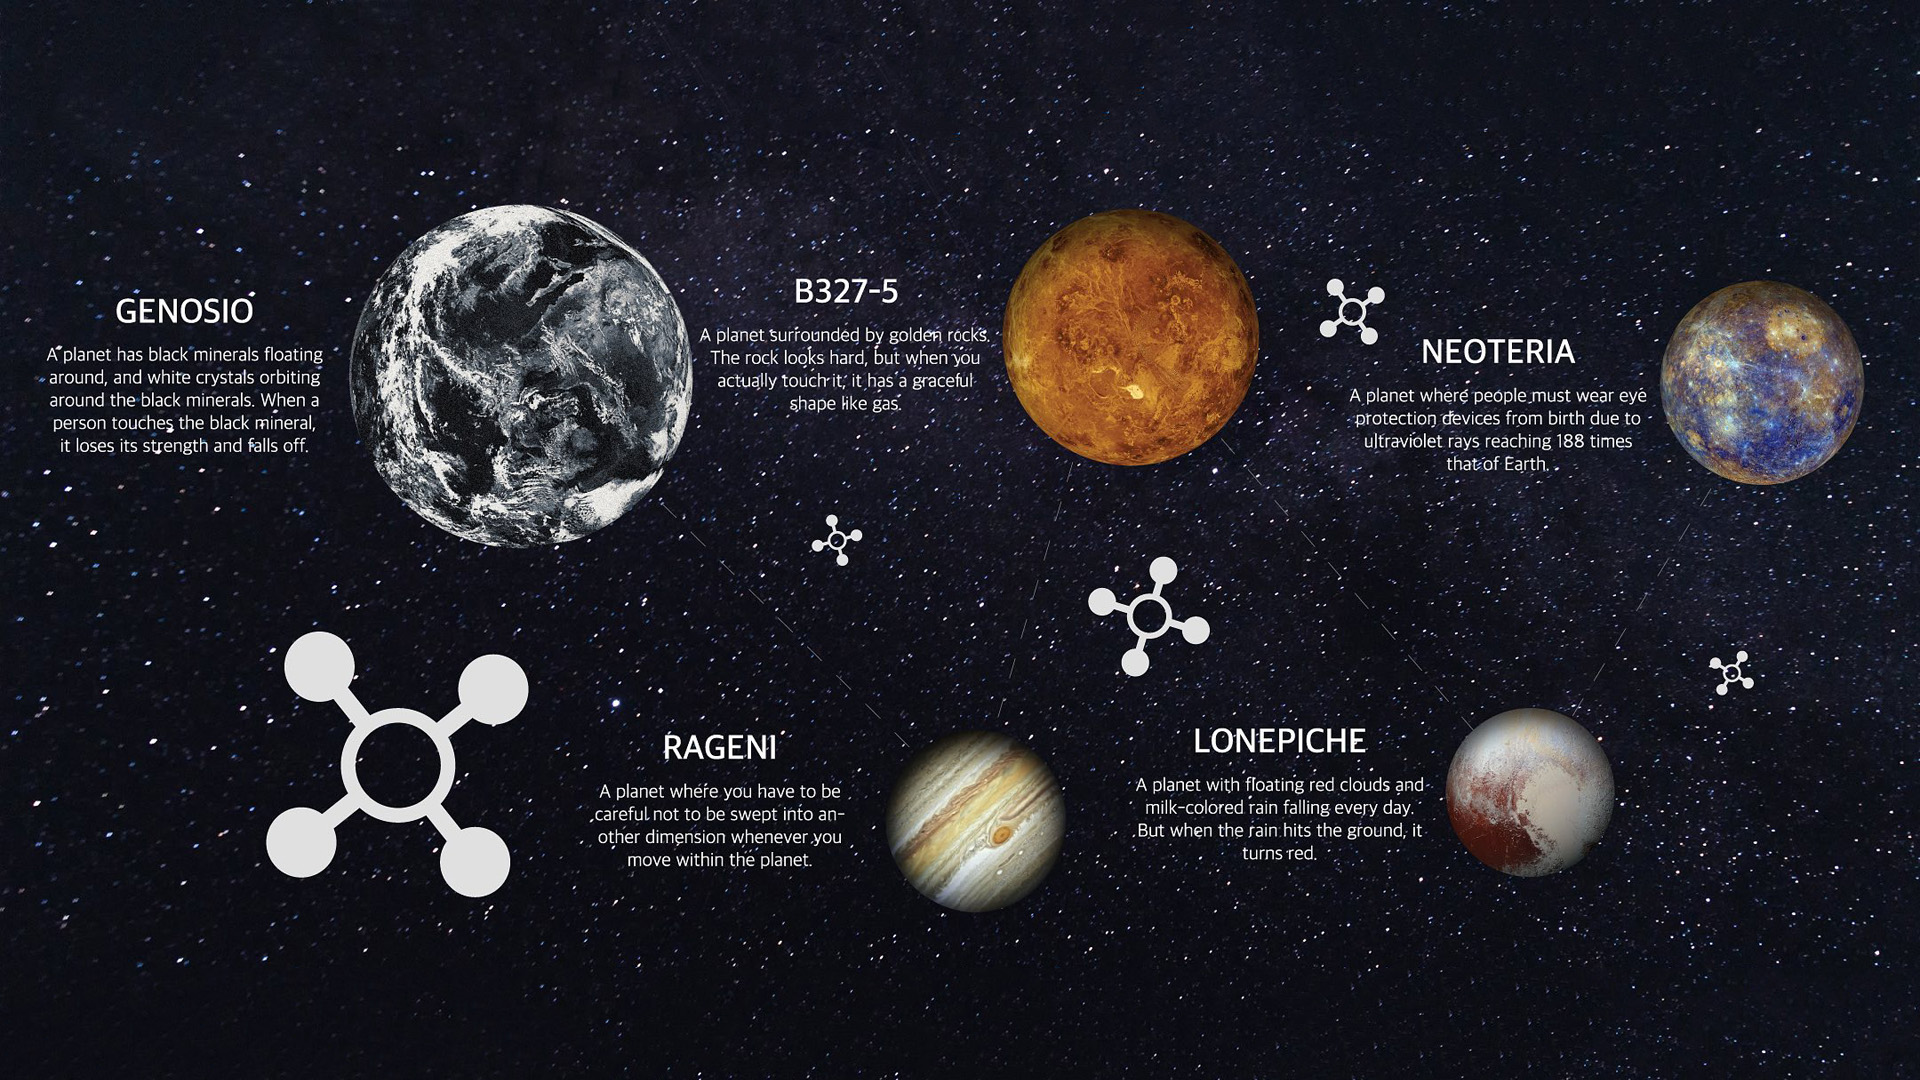 GENOSIO
A planet has black minerals floating
around, and white crystals orbiting
around the black minerals. When a
person touches the black mineral,
it loses its strength and falls off.
B327-5
A planet surrounded by golden rocks.
The rock looks hard, but when you
actually touch it, it has a graceful
shape like gas.
NEOTERIA
A planet where people must wear eye
protection devices from birth due to
ultraviolet rays reaching 188 times
that of Earth.
RAGENI
A planet where you have to be
careful not to be swept into an-
other dimension whenever you
move within the planet.
LONEPICHE
A planet with floating red clouds and
milk-colored rain falling every day.
But when the rain hits the ground, it
turns red.